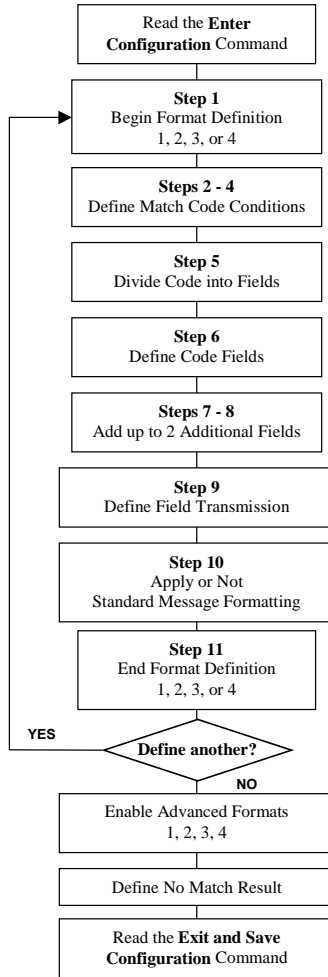 Read the Enter
Configuration Command
Step 1
Begin Format Definition
1, 2, 3, or 4
Steps 2 - 4
Define Match Code Conditions
Step 5
Divide Code into Fields
Step 6
Define Code Fields
Steps 7 - 8
Add up to 2 Additional Fields
Step 9
Define Field Transmission
Step 10
Apply or Not
Standard Message Formatting
Step 11
End Format Definition
1, 2, 3, or 4
YES
Define another?
NO
Enable Advanced Formats
1, 2, 3, 4
Define No Match Result
Read the Exit and Save
Configuration Command